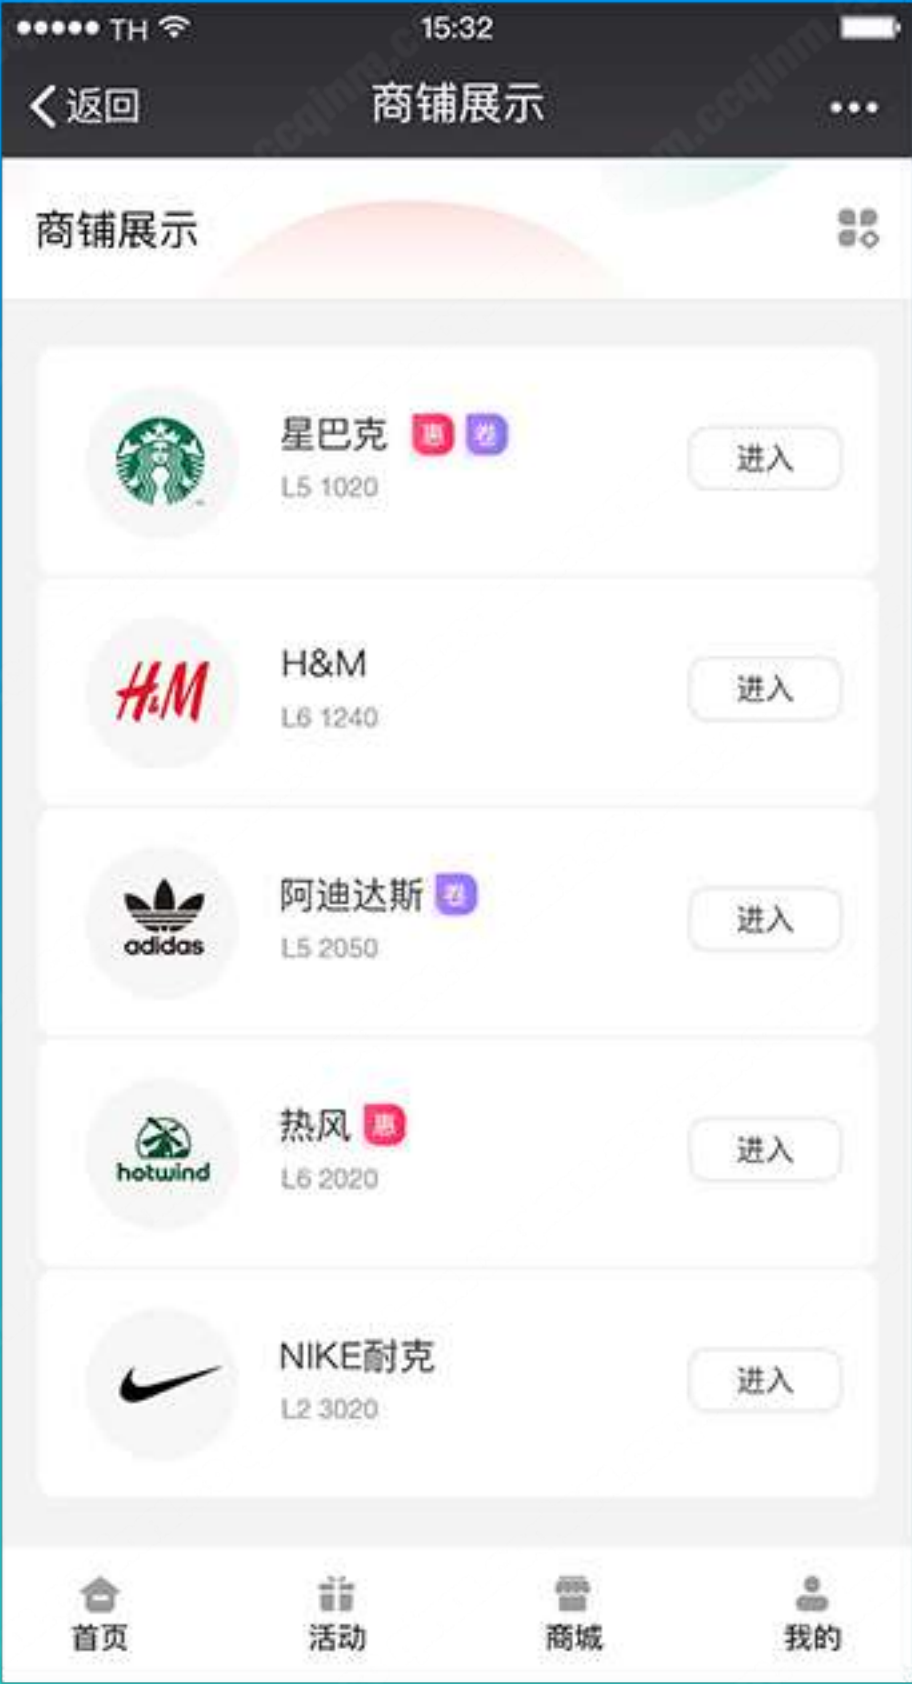 TH 15:32
返回 商铺展示
商铺展示
星巴克 惠 卷
L5 1020
进入
H&M
H&M
L6 1240
进入
adidas
阿迪达斯 卷
L5 2050
进入
hotwind
热风 惠
L6 2020
进入
NIKE耐克
L2 3020
进入
首页 活动 商城 我的